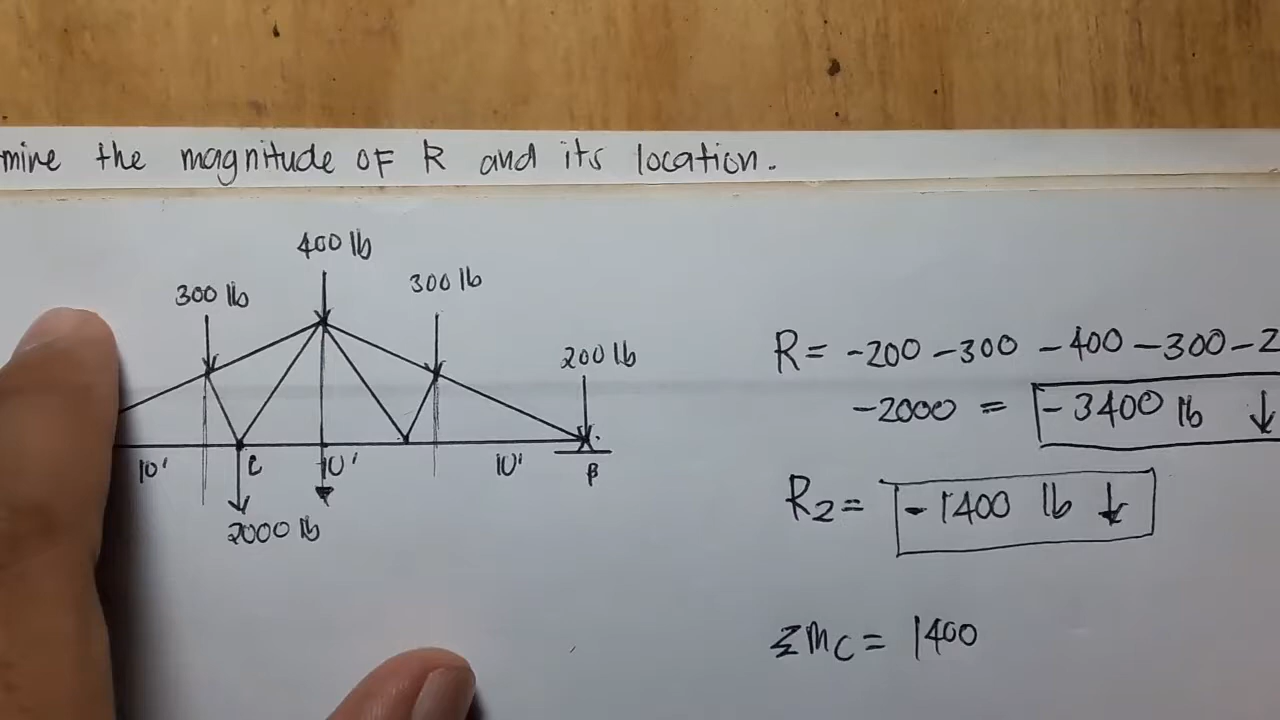 mine the magnitude of R and its location.
400 lb
300 lb
300 lb
200 lb
10' C 10' 10' B
2000 lb
R = -200 -300 -400 -300 -2
-2000 = -3400 lb ↓
R2 = -1400 lb ↓
ΣMC = 1400